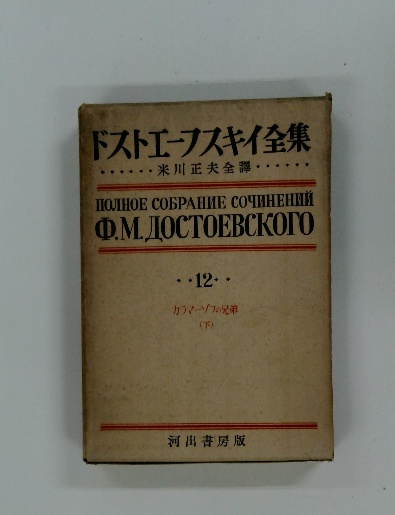 ドストエーフスキイ全集
······米川正夫全譯······
ПОЛНОЕ СОБРАНИЕ СОЧИНЕНИЙ
Ф.М.ДОСТОЕВСКОГО
··12··
カラマーゾフの兄弟
(下)
河出書房版